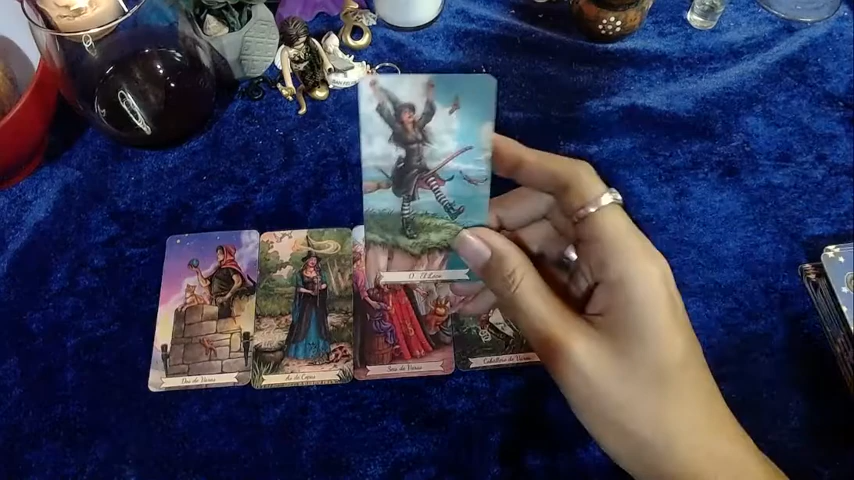 0 El Loco
Dos de Varas
As de Copas
Seis de Varas
Caballero de Varas